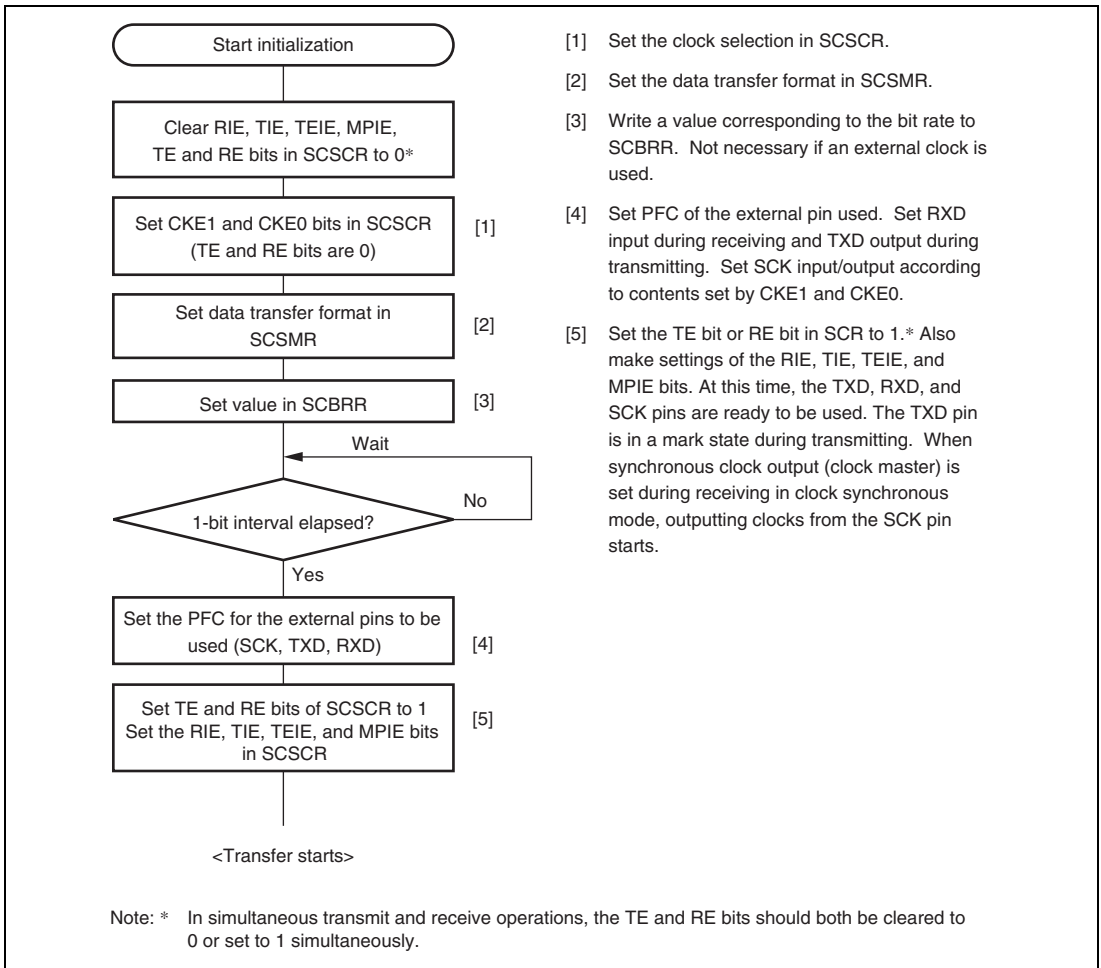 Start initialization
Clear RIE, TIE, TEIE, MPIE,
TE and RE bits in SCSCR to 0*
Set CKE1 and CKE0 bits in SCSCR
(TE and RE bits are 0)
[1]
Set data transfer format in
SCSMR
[2]
Set value in SCBRR
[3]
Wait
1-bit interval elapsed?
No
Yes
Set the PFC for the external pins to be
used (SCK, TXD, RXD)
[4]
Set TE and RE bits of SCSCR to 1
Set the RIE, TIE, TEIE, and MPIE bits
in SCSCR
[5]
<Transfer starts>
[1] Set the clock selection in SCSCR.
[2] Set the data transfer format in SCSMR.
[3] Write a value corresponding to the bit rate to
SCBRR. Not necessary if an external clock is
used.
[4] Set PFC of the external pin used. Set RXD
input during receiving and TXD output during
transmitting. Set SCK input/output according
to contents set by CKE1 and CKE0.
[5] Set the TE bit or RE bit in SCR to 1.* Also
make settings of the RIE, TIE, TEIE, and
MPIE bits. At this time, the TXD, RXD, and
SCK pins are ready to be used. The TXD pin
is in a mark state during transmitting. When
synchronous clock output (clock master) is
set during receiving in clock synchronous
mode, outputting clocks from the SCK pin
starts.
Note: * In simultaneous transmit and receive operations, the TE and RE bits should both be cleared to
0 or set to 1 simultaneously.